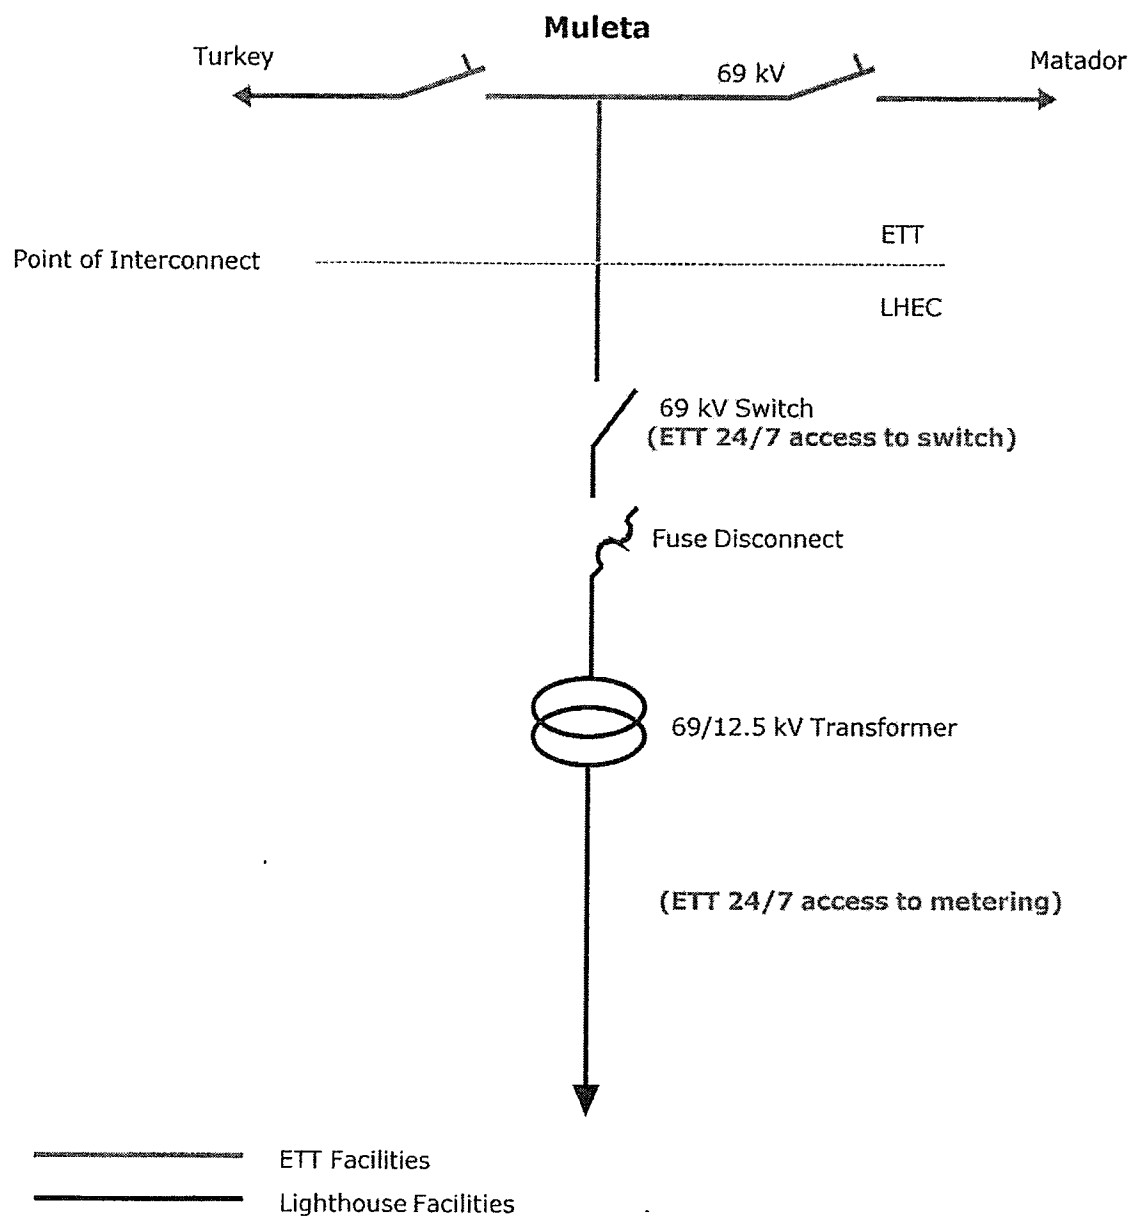 Muleta
Turkey
69 kV
Matador
ETT
Point of Interconnect
LHEC
69 kV Switch
(ETT 24/7 access to switch)
Fuse Disconnect
69/12.5 kV Transformer
(ETT 24/7 access to metering)
ETT Facilities
Lighthouse Facilities